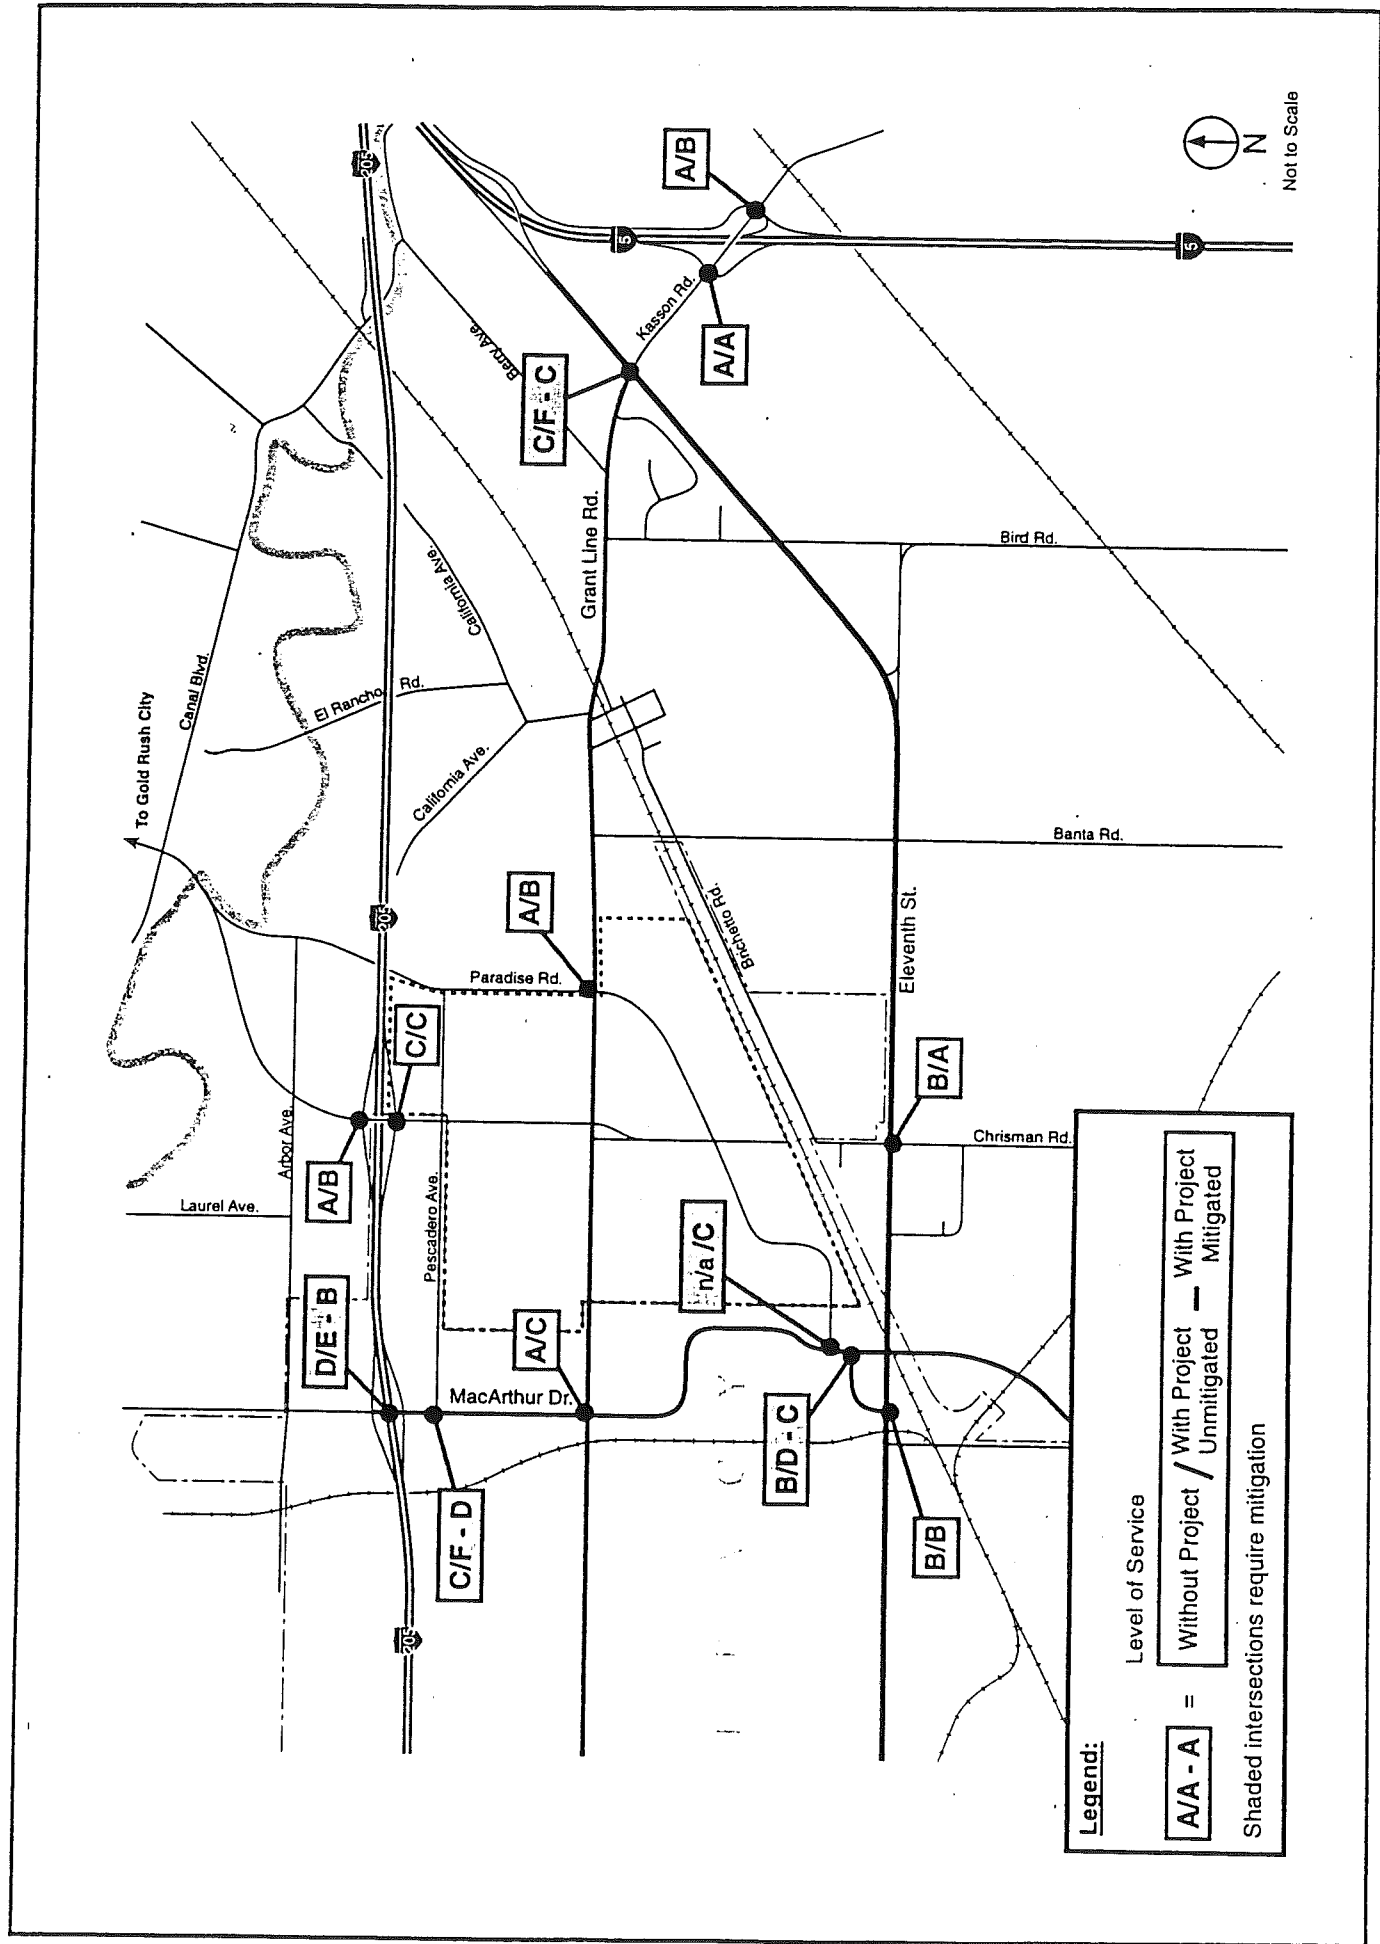 To Gold Rush City
Canal Blvd.
205
El Rancho Rd.
California Ave.
California Ave.
Berry Ave.
205
205
Arbor Ave.
Laurel Ave.
Pescadero Ave.
Paradise Rd.
MacArthur Dr.
Grant Line Rd.
Kasson Rd.
5
5
Bird Rd.
Banta Rd.
Brichetto Rd.
Eleventh St.
Chrisman Rd.
A/B
C/C
D/E - B
C/F - D
A/C
A/B
n/a /C
B/D - C
B/B
B/A
C/F - C
A/A
A/B
N
Not to Scale
Legend:
Level of Service
A/A - A = Without Project / With Project Unmitigated — With Project Mitigated
Shaded intersections require mitigation